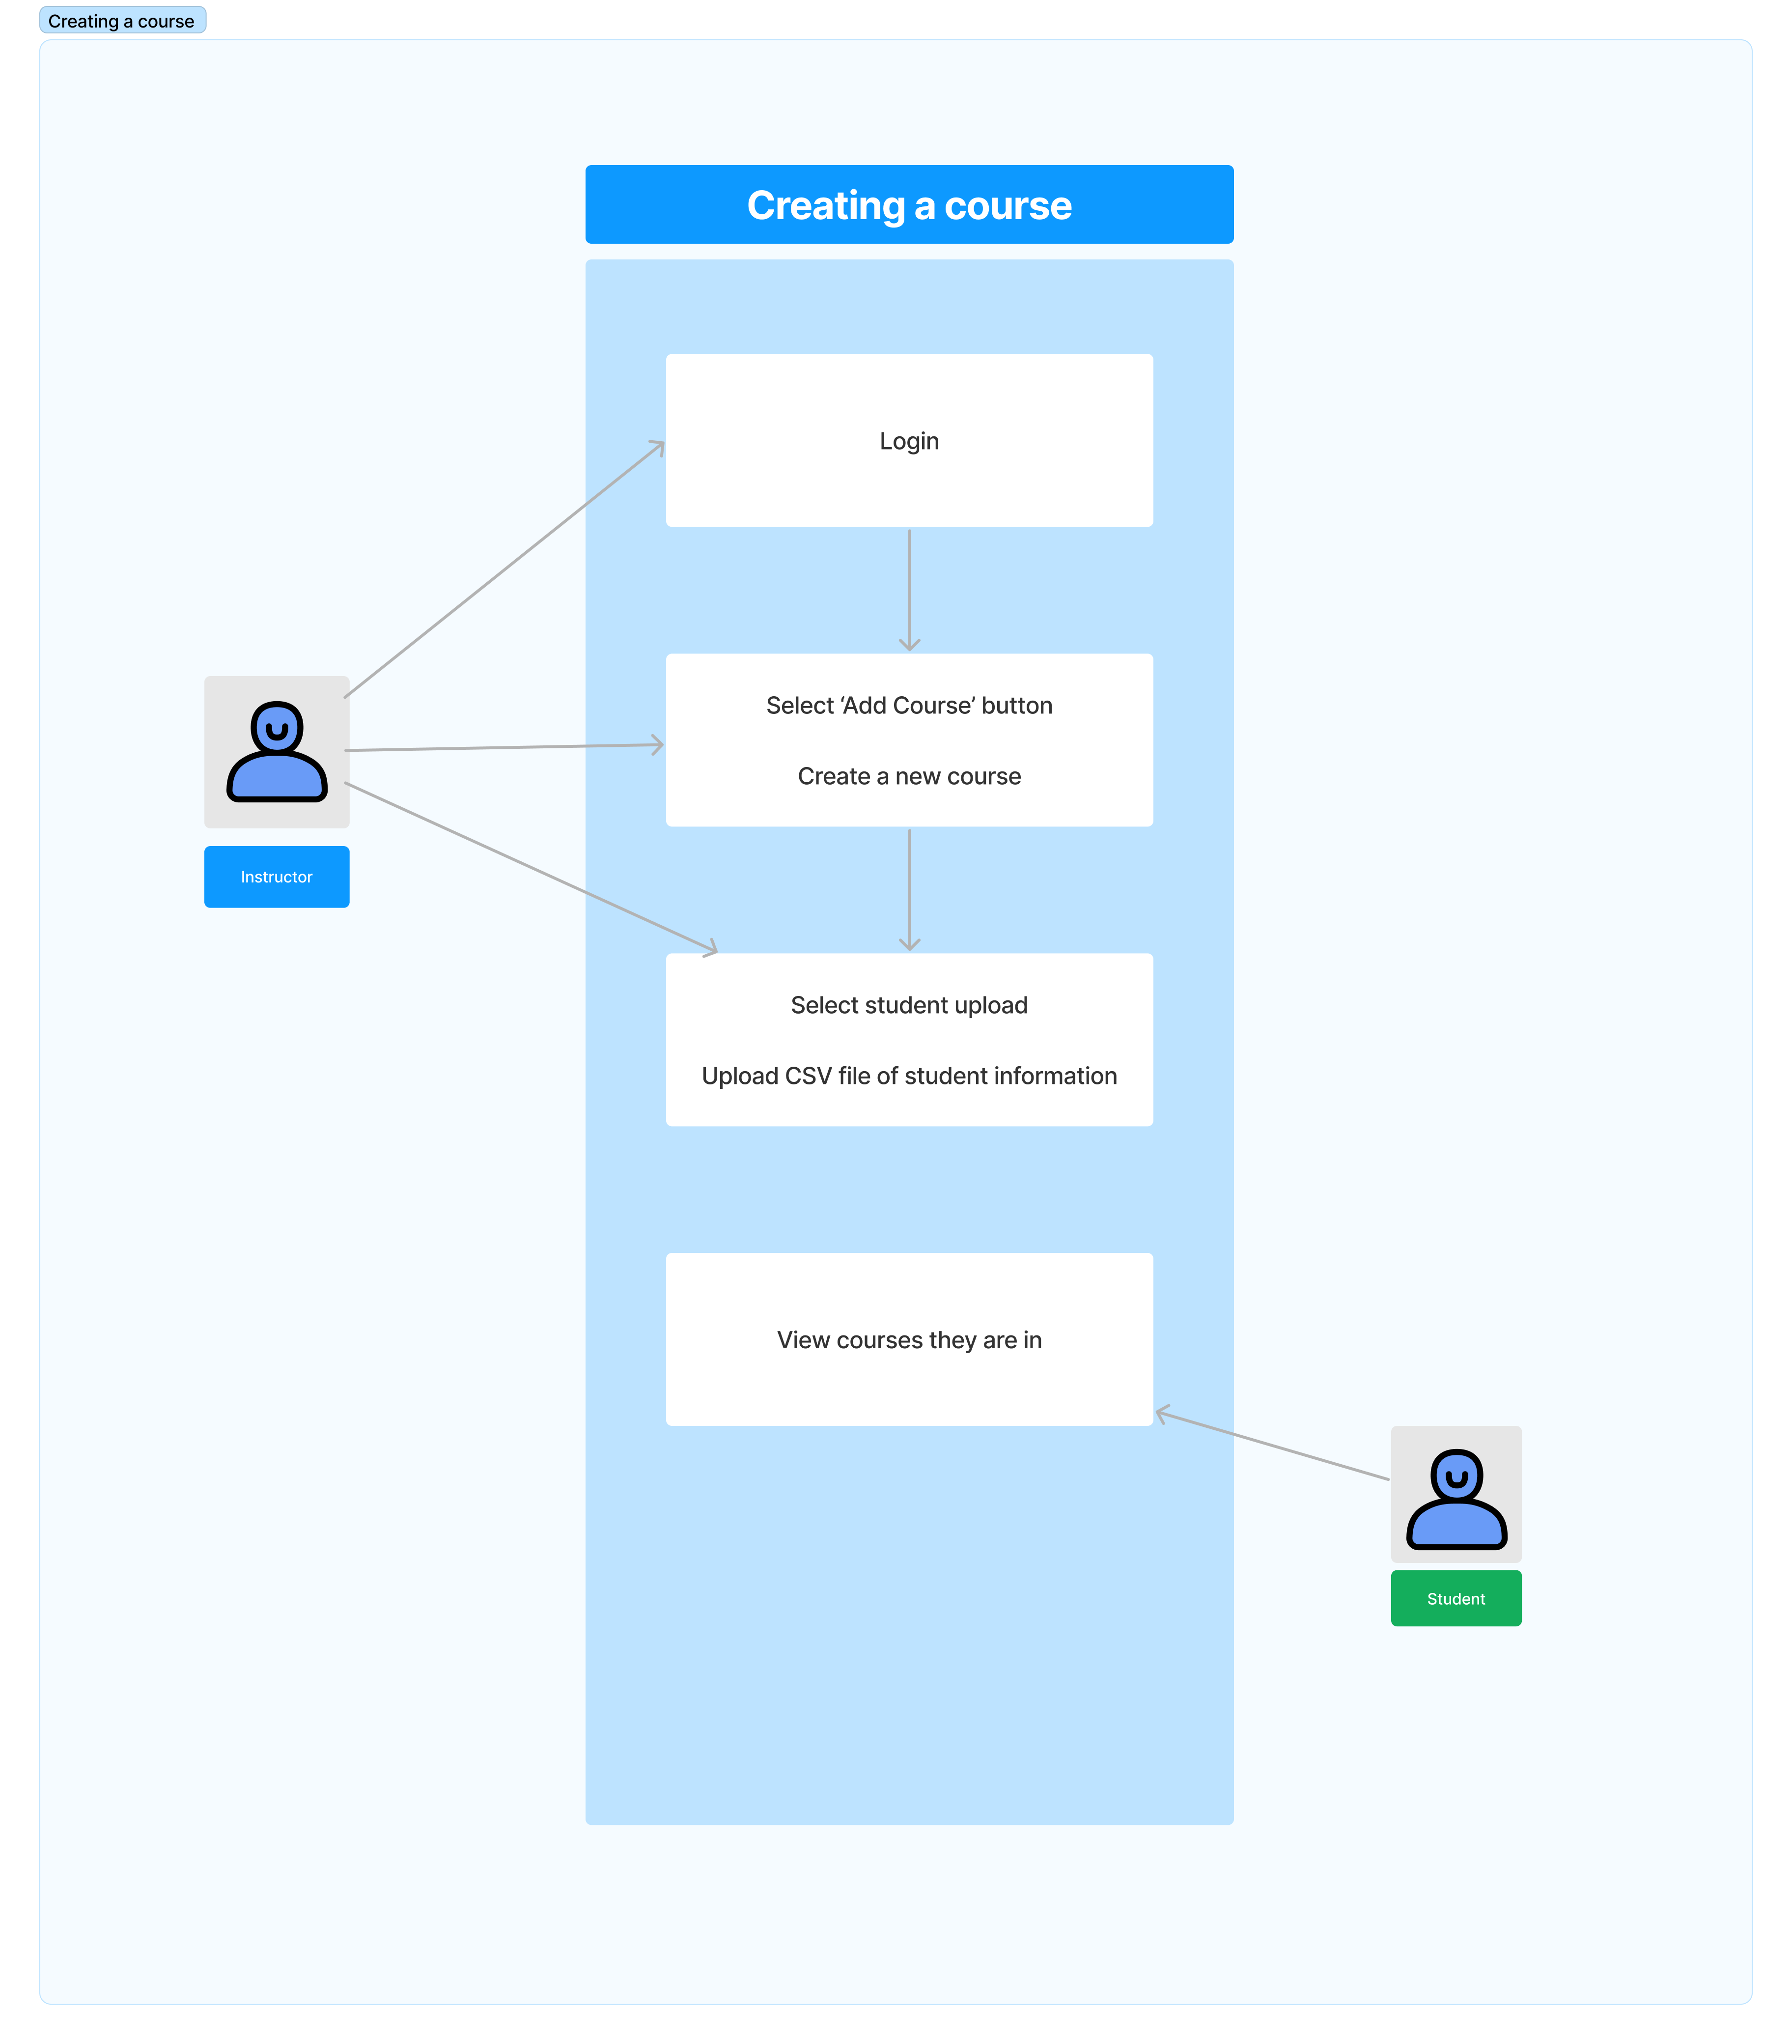 Creating a course
Creating a course
Login
Select ‘Add Course’ button
Create a new course
Instructor
Select student upload
Upload CSV file of student information
View courses they are in
Student